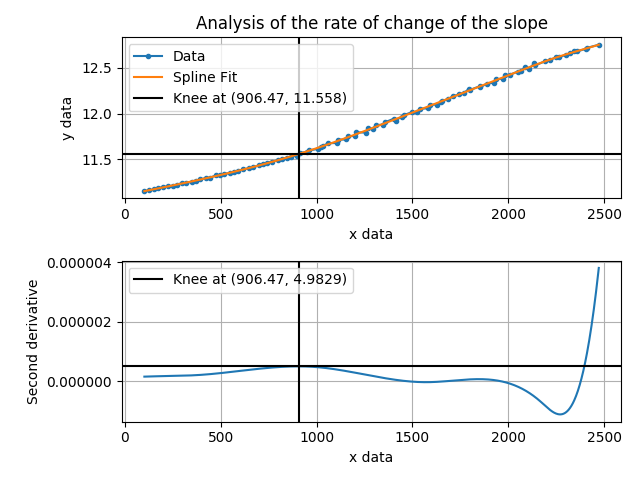 Analysis of the rate of change of the slope
Data
Spline Fit
Knee at (906.47, 11.558)
12.5
12.0
11.5
y data
0 500 1000 1500 2000 2500
x data
Knee at (906.47, 4.9829)
0.000004
0.000002
0.000000
Second derivative
0 500 1000 1500 2000 2500
x data